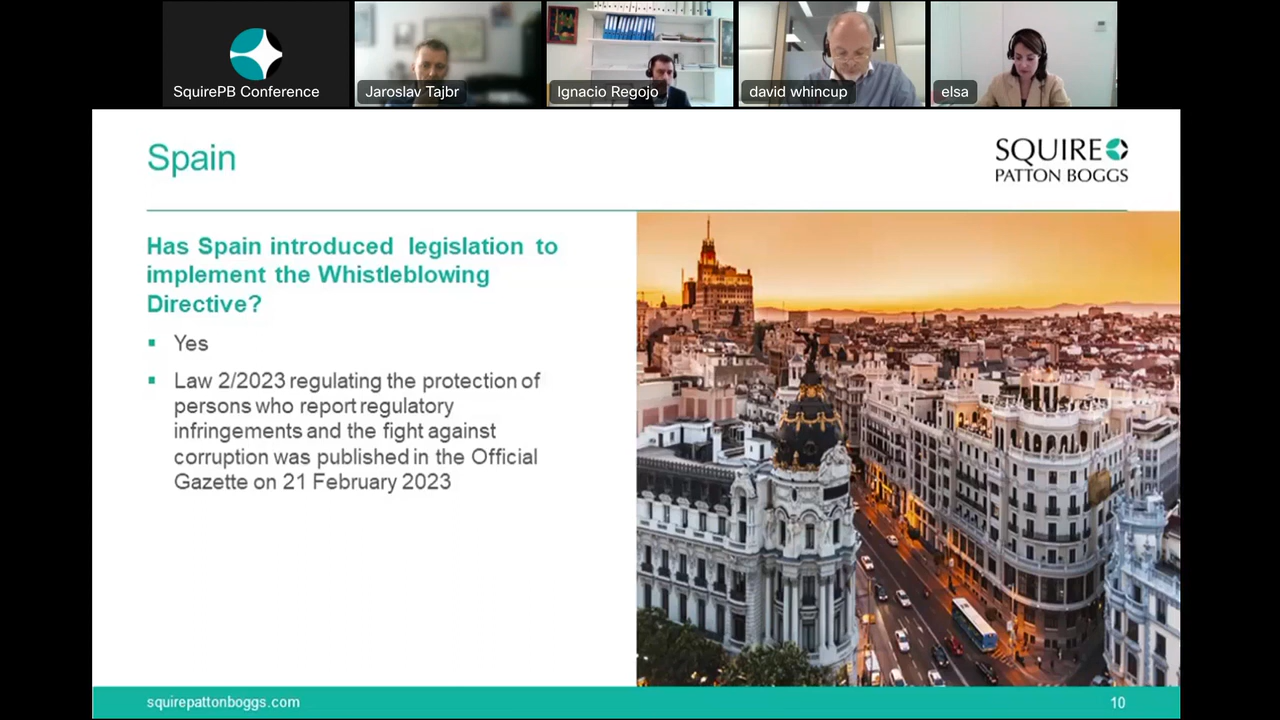 SquirePB Conference
Jaroslav Tajbr
Ignacio Regojo
david whincup
elsa
Spain
SQUIRE
PATTON BOGGS
Has Spain introduced legislation to
implement the Whistleblowing
Directive?
Yes
Law 2/2023 regulating the protection of
persons who report regulatory
infringements and the fight against
corruption was published in the Official
Gazette on 21 February 2023
squirepattonboggs.com
10